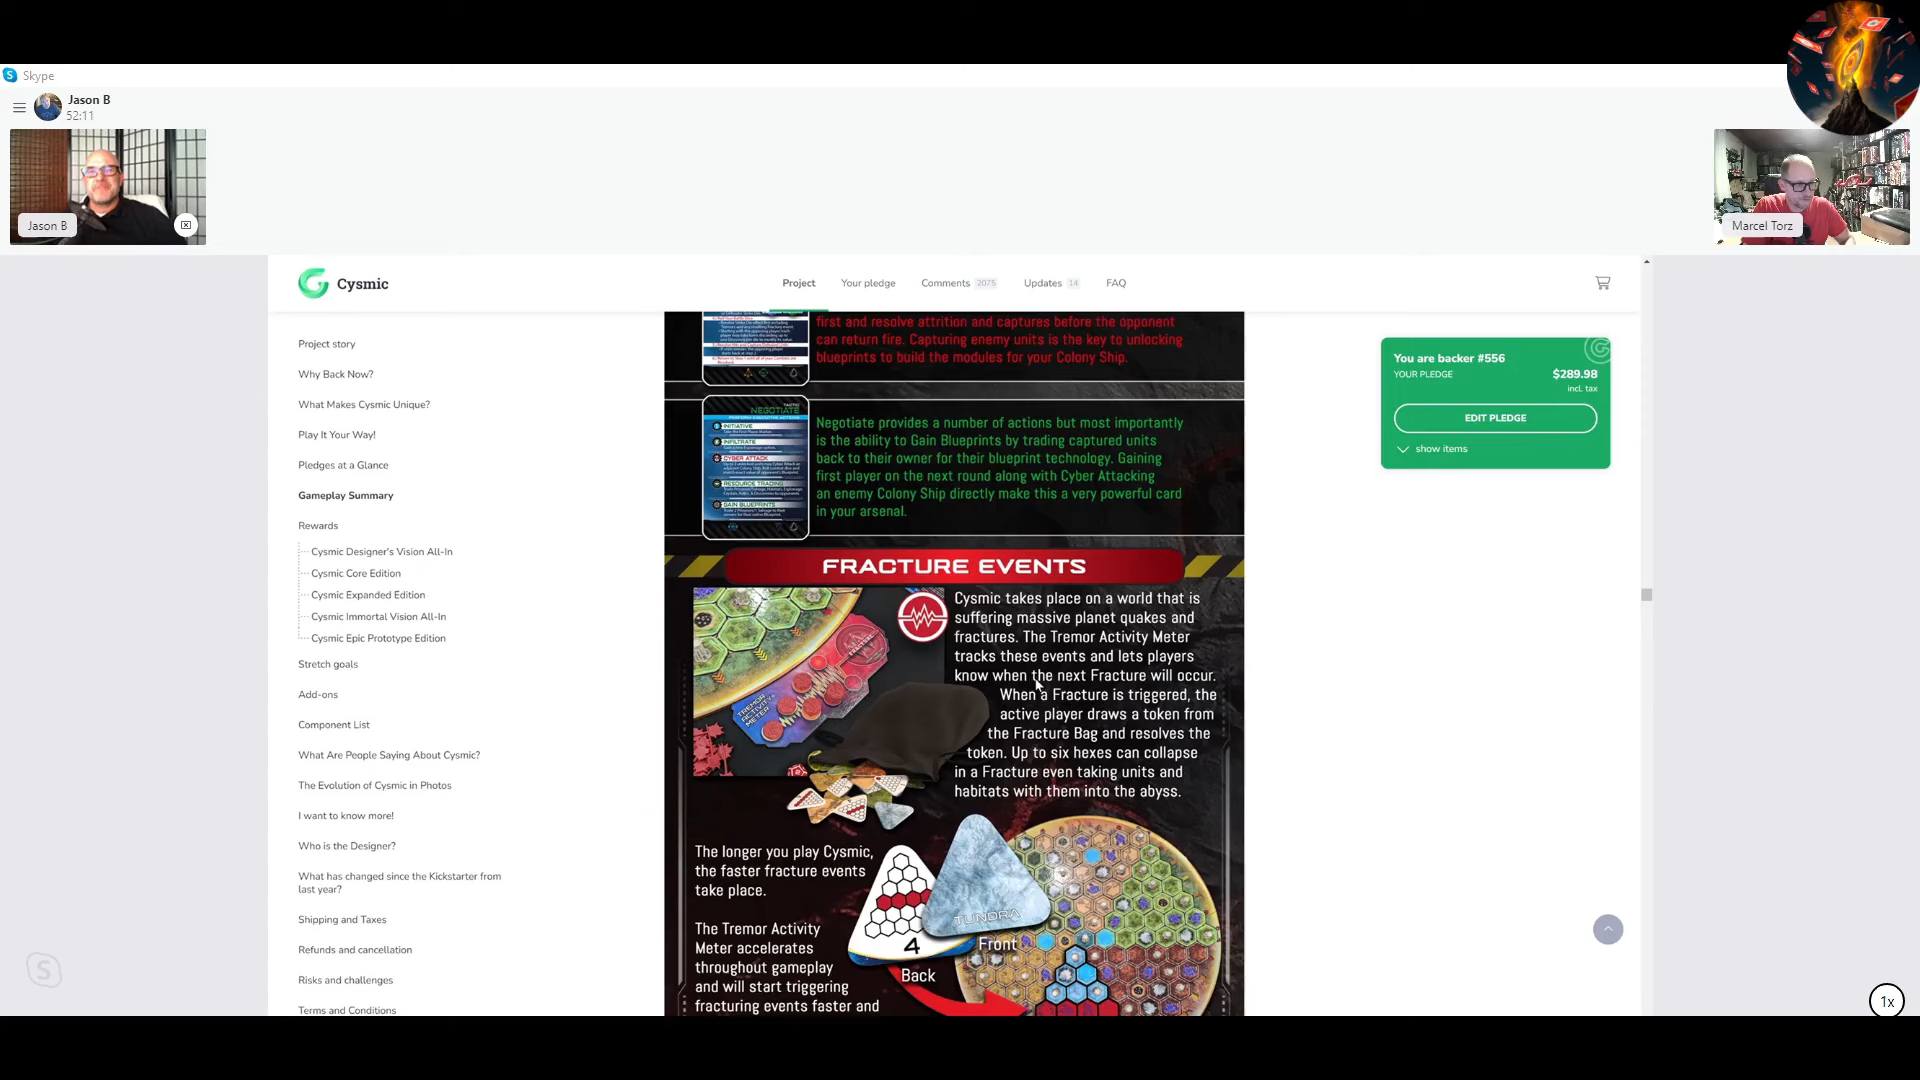 Skype
Jason B
52:11
Jason B
Marcel Torz
Cysmic
Project
Your pledge
Comments 2075
Updates 14
FAQ
Project story
Why Back Now?
What Makes Cysmic Unique?
Play It Your Way!
Pledges at a Glance
Gameplay Summary
Rewards
Cysmic Designer's Vision All-In
Cysmic Core Edition
Cysmic Expanded Edition
Cysmic Immortal Vision All-In
Cysmic Epic Prototype Edition
Stretch goals
Add-ons
Component List
What Are People Saying About Cysmic?
The Evolution of Cysmic in Photos
I want to know more!
Who is the Designer?
What has changed since the Kickstarter from
last year?
Shipping and Taxes
Refunds and cancellation
Risks and challenges
Terms and Conditions
first and resolve attrition and captures before the opponent
can return fire. Capturing enemy units is the key to unlocking
blueprints to build the modules for your Colony Ship.
TACTIC
NEGOTIATE
INITIATIVE
INFILTRATE
CYBER ATTACK
RESOURCE TRADING
GAIN BLUEPRINTS
Negotiate provides a number of actions but most importantly
is the ability to Gain Blueprints by trading captured units
back to their owner for their blueprint technology. Gaining
first player on the next round along with Cyber Attacking
an enemy Colony Ship directly make this a very powerful card
in your arsenal.
FRACTURE EVENTS
Cysmic takes place on a world that is
suffering massive planet quakes and
fractures. The Tremor Activity Meter
tracks these events and lets players
know when the next Fracture will occur.
When a Fracture is triggered, the
active player draws a token from
the Fracture Bag and resolves the
token. Up to six hexes can collapse
in a Fracture even taking units and
habitats with them into the abyss.
TREMOR
ACTIVITY
METER
The longer you play Cysmic,
the faster fracture events
take place.
The Tremor Activity
Meter accelerates
throughout gameplay
and will start triggering
fracturing events faster and
4
Back
TUNDRA
Front
You are backer #556
YOUR PLEDGE
$289.98
incl. tax
EDIT PLEDGE
show items
1x